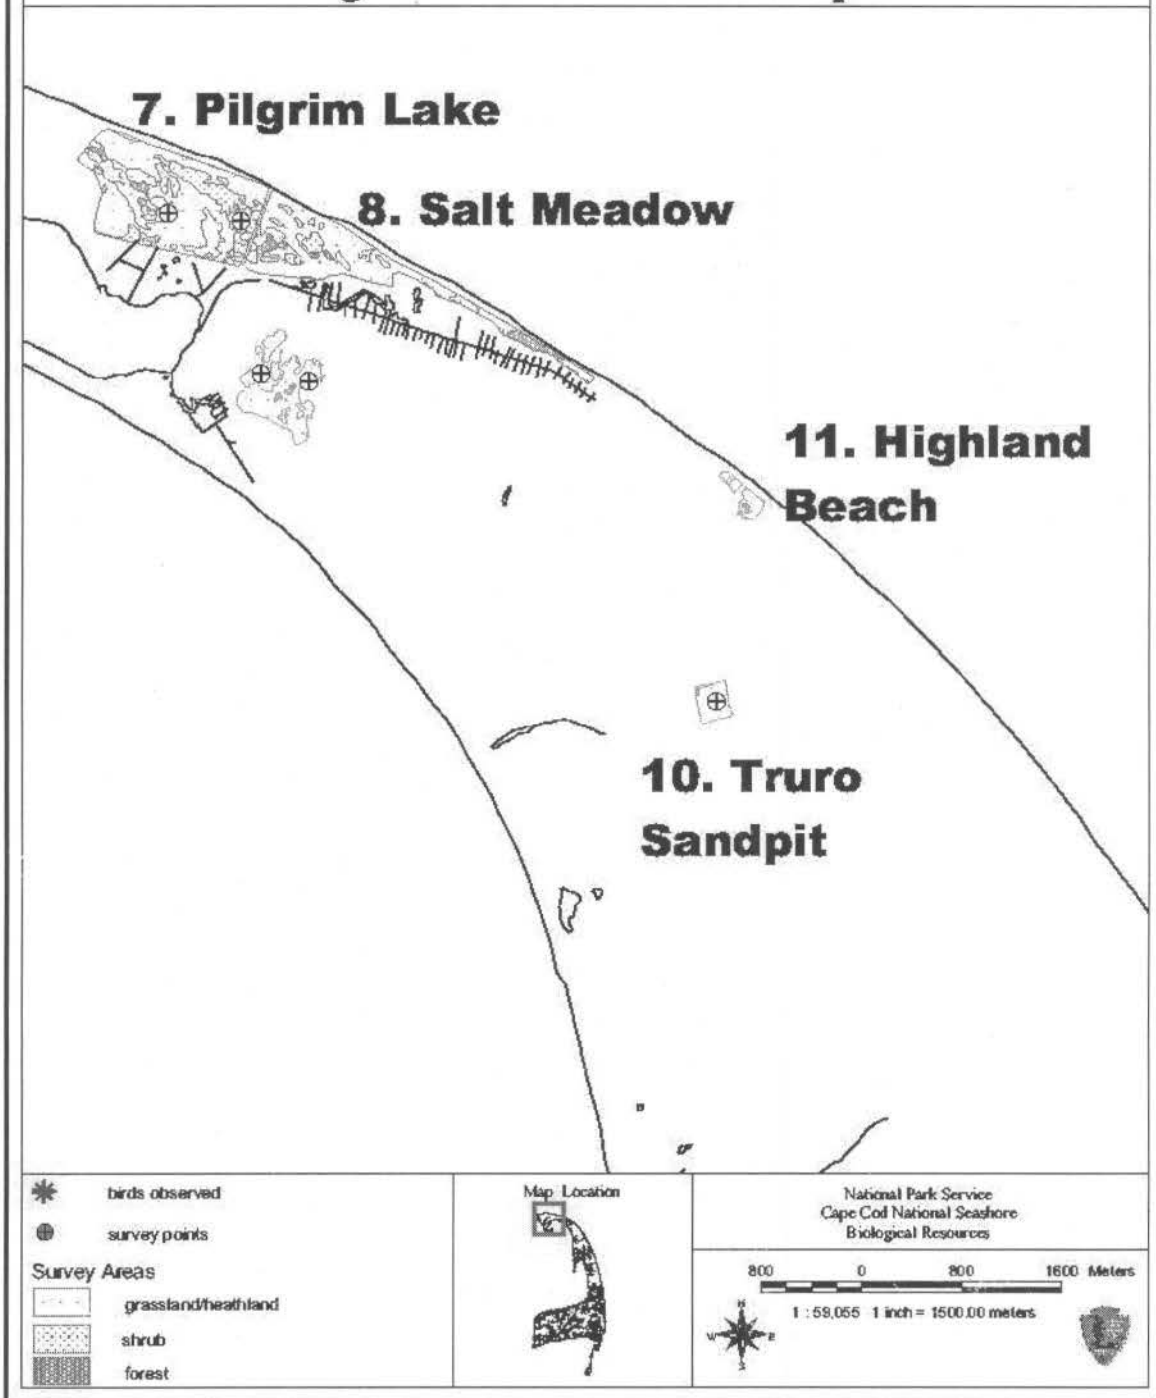 7. Pilgrim Lake
8. Salt Meadow
11. Highland
Beach
10. Truro
Sandpit
birds observed
survey points
Survey Areas
grassland/heathland
shrub
forest
Map Location
National Park Service
Cape Cod National Seashore
Biological Resources
800 0 800 1600 Meters
1 : 59,055 1 inch = 1500.00 meters
N
W E
S